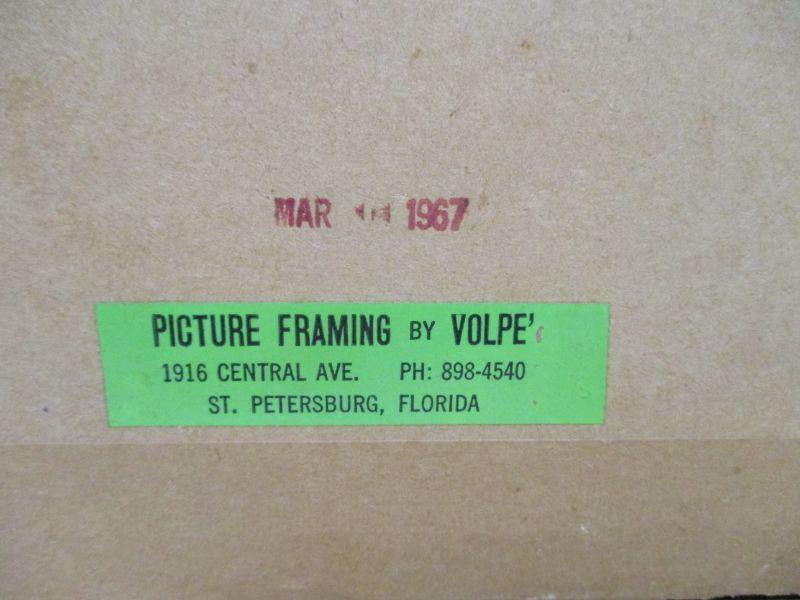 MAR 1967
PICTURE FRAMING BY VOLPE'
1916 CENTRAL AVE. PH: 898-4540
ST. PETERSBURG, FLORIDA